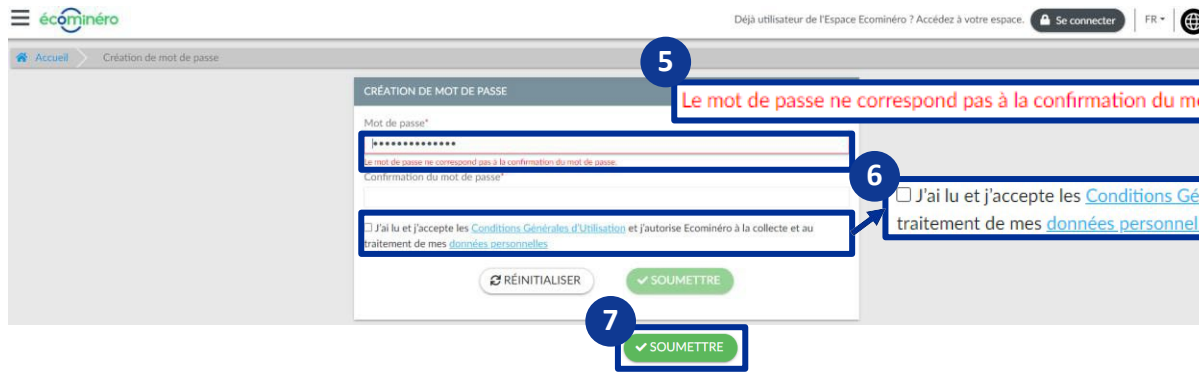 écominéro
Déjà utilisateur de l'Espace Ecominéro ? Accédez à votre espace. Se connecter FR
Accueil Création de mot de passe
5
CRÉATION DE MOT DE PASSE
Le mot de passe ne correspond pas à la confirmation du
Mot de passe*
Le mot de passe ne correspond pas à la confirmation du mot de passe.
Confirmation du mot de passe*
6
J'ai lu et j'accepte les Conditions Générales d'Utilisation et j'autorise Ecominéro à la collecte et au
traitement de mes données personnelles
J'ai lu et j'accepte les Conditions
traitement de mes données
RÉINITIALISER
SOUMETTRE
7
SOUMETTRE